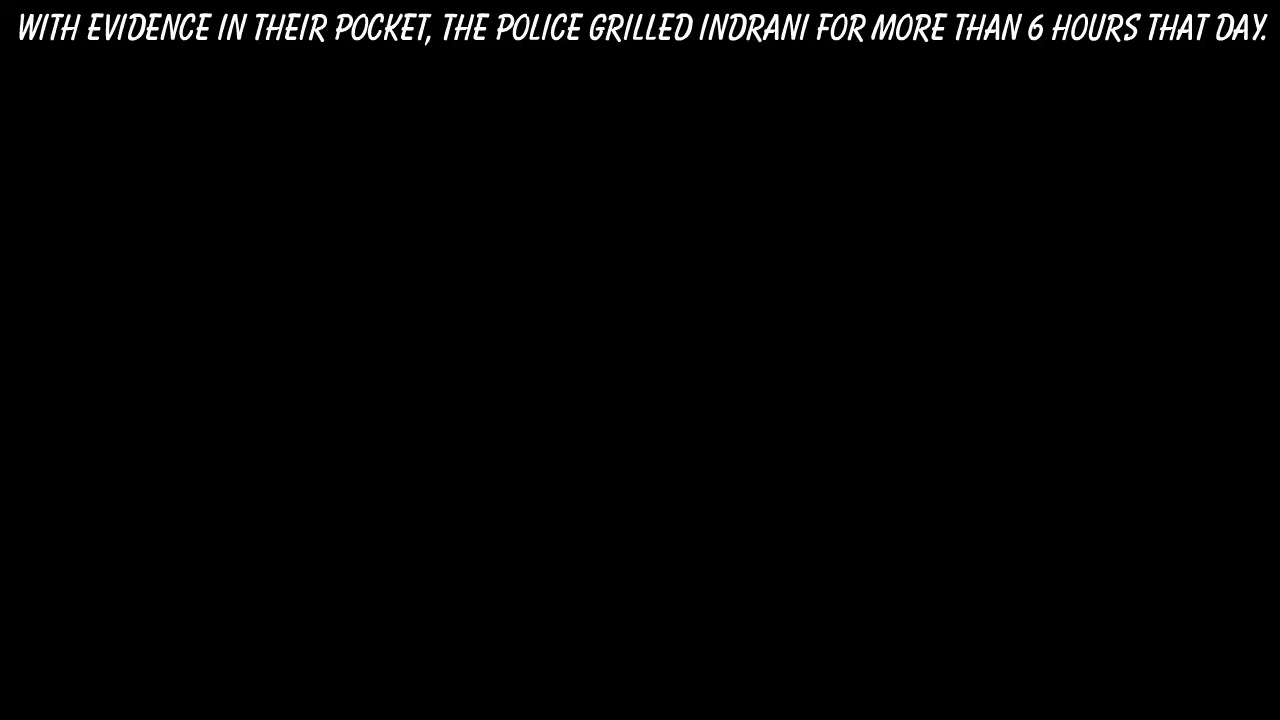 WITH EVIDENCE IN THEIR POCKET, THE POLICE GRILLED INDRANI FOR MORE THAN 6 HOURS THAT DAY.